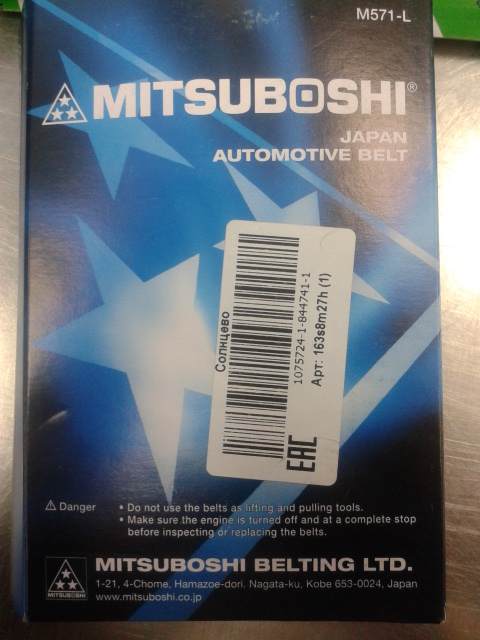 M571-L
MITSUBOSHI®
JAPAN
AUTOMOTIVE BELT
Солнцево
1075724-1-844741-1
Арт: 163s8m27h (1)
EAC
⚠ Danger
• Do not use the belts as lifting and pulling tools.
• Make sure the engine is turned off and at a complete stop
before inspecting or replacing the belts.
MITSUBOSHI
MITSUBOSHI BELTING LTD.
1-21, 4-Chome, Hamazoe-dori, Nagata-ku, Kobe 653-0024, Japan
www.mitsuboshi.co.jp